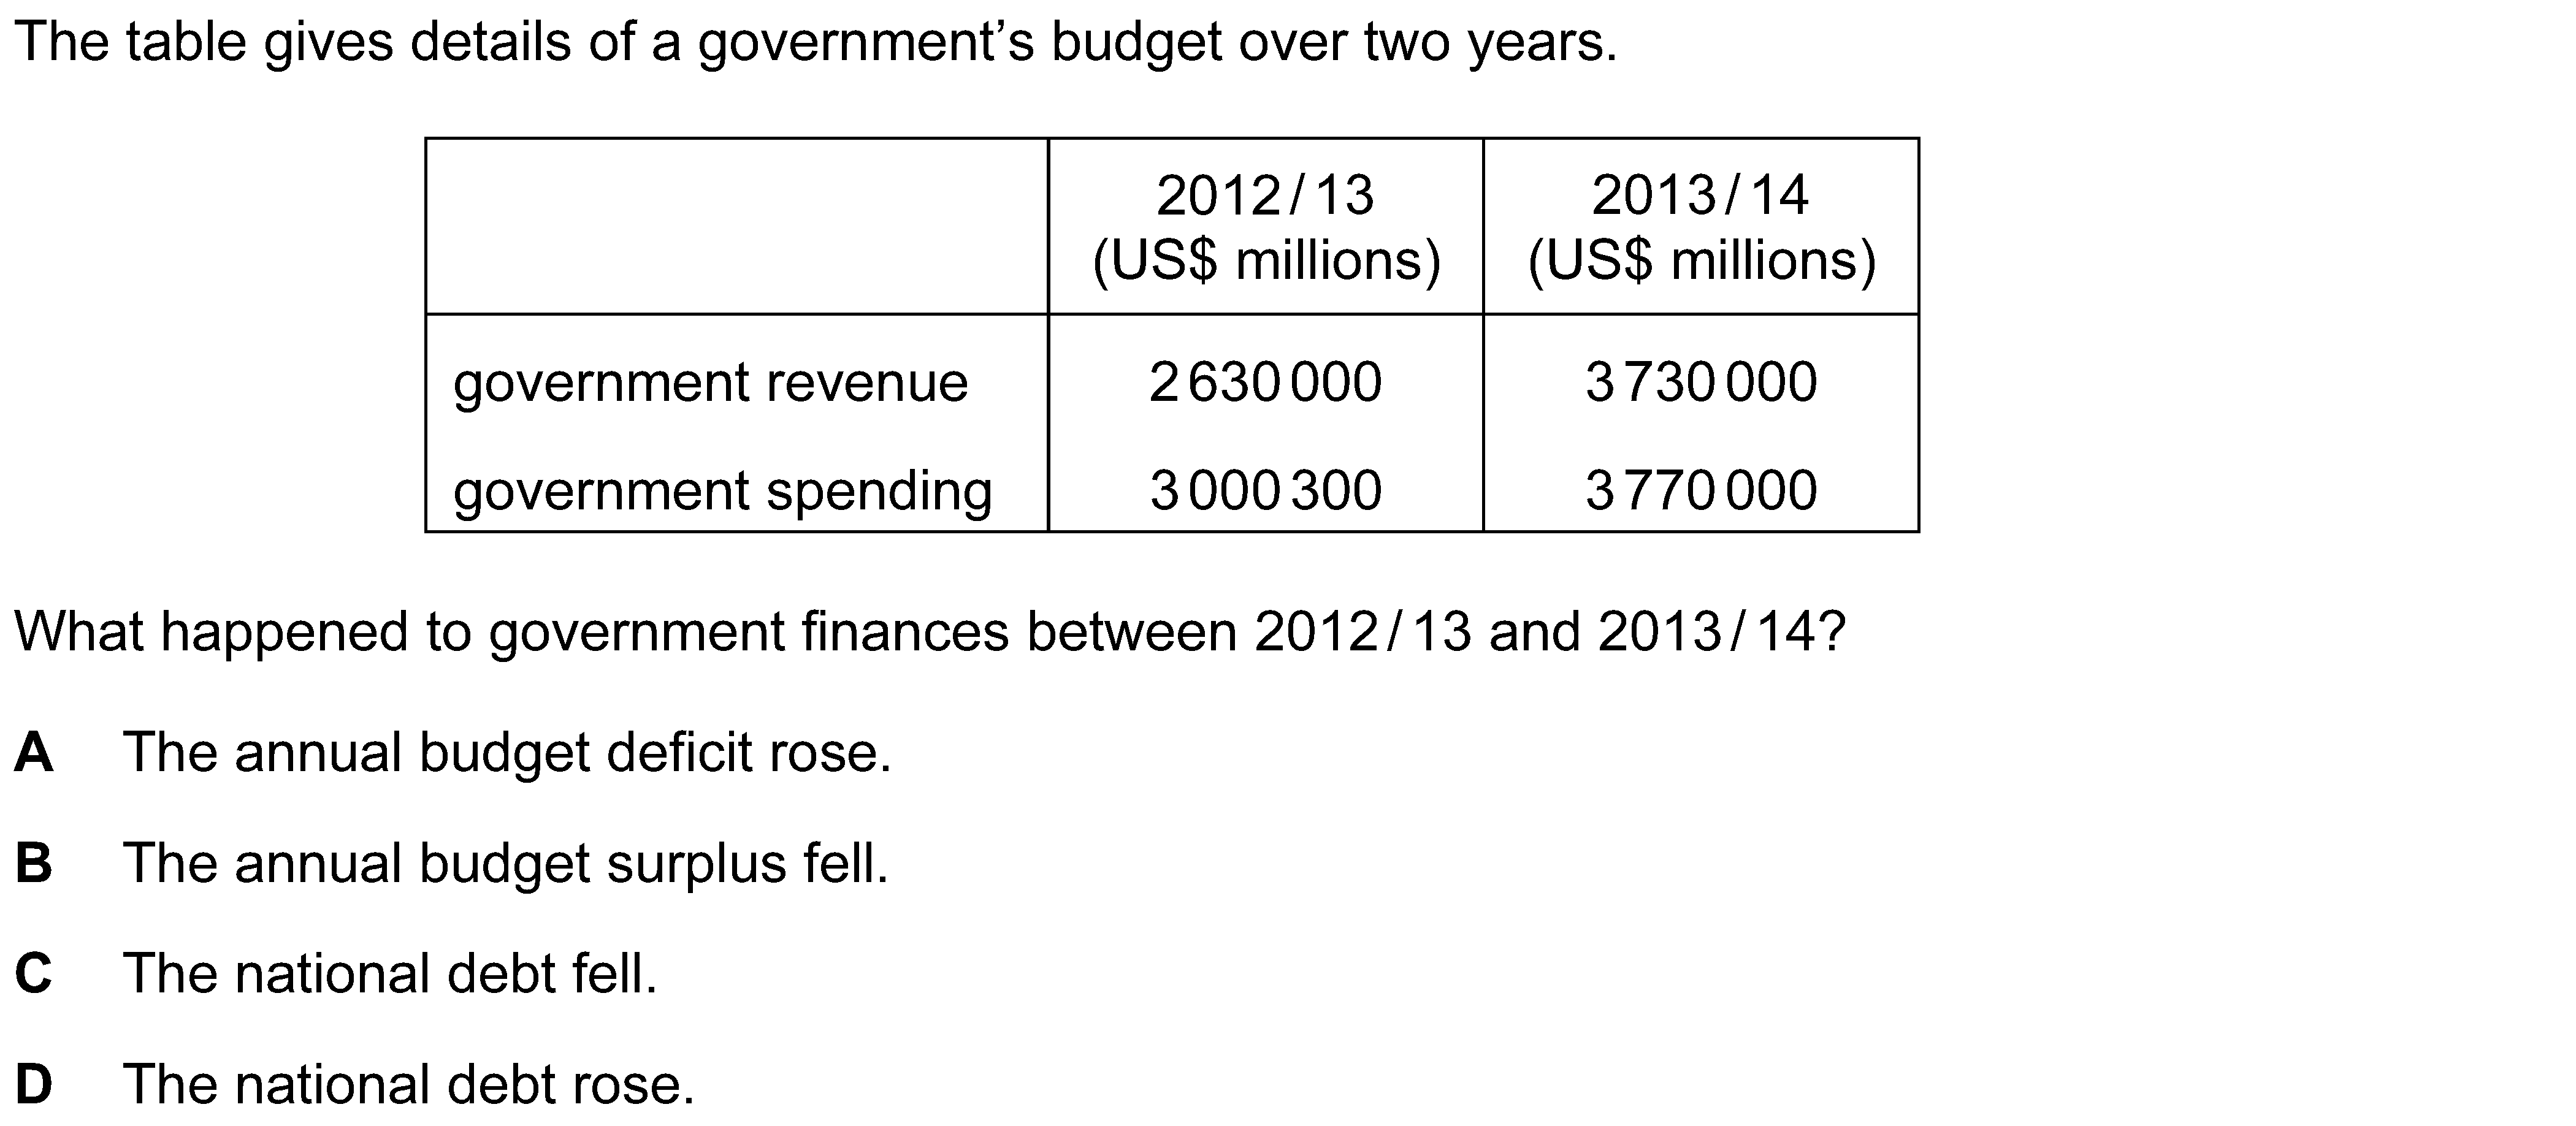 The table gives details of a government’s budget over two years.
2012 / 13 2013 / 14
(US$ millions) (US$ millions)
government revenue 2 630 000 3 730 000
government spending 3 000 300 3 770 000
What happened to government finances between 2012 / 13 and 2013 / 14?
A The annual budget deficit rose.
B The annual budget surplus fell.
C The national debt fell.
D The national debt rose.